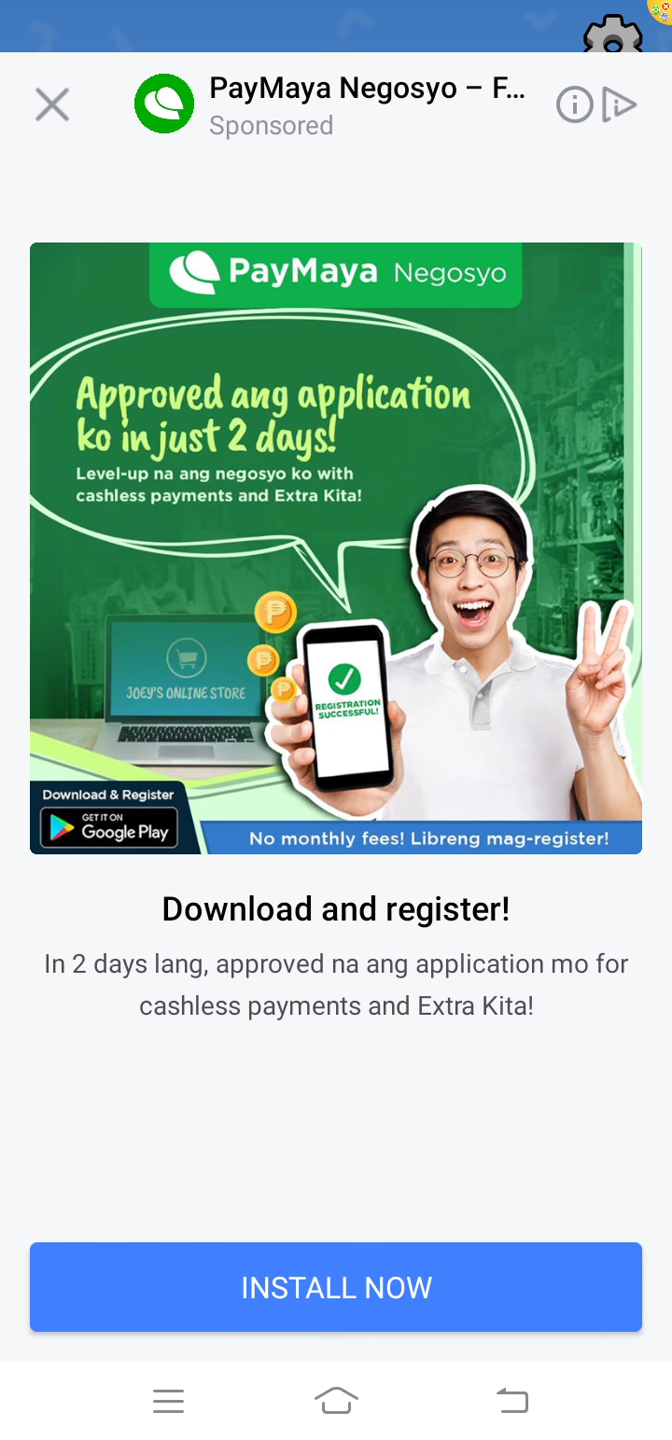 PayMaya Negosyo – F...
Sponsored
PayMaya Negosyo
Approved ang application
ko in just 2 days!
Level-up na ang negosyo ko with
cashless payments and Extra Kita!
JOEY'S ONLINE STORE
REGISTRATION
SUCCESSFUL!
Download & Register
GET IT ON
Google Play
No monthly fees! Libreng mag-register!
Download and register!
In 2 days lang, approved na ang application mo for
cashless payments and Extra Kita!
INSTALL NOW